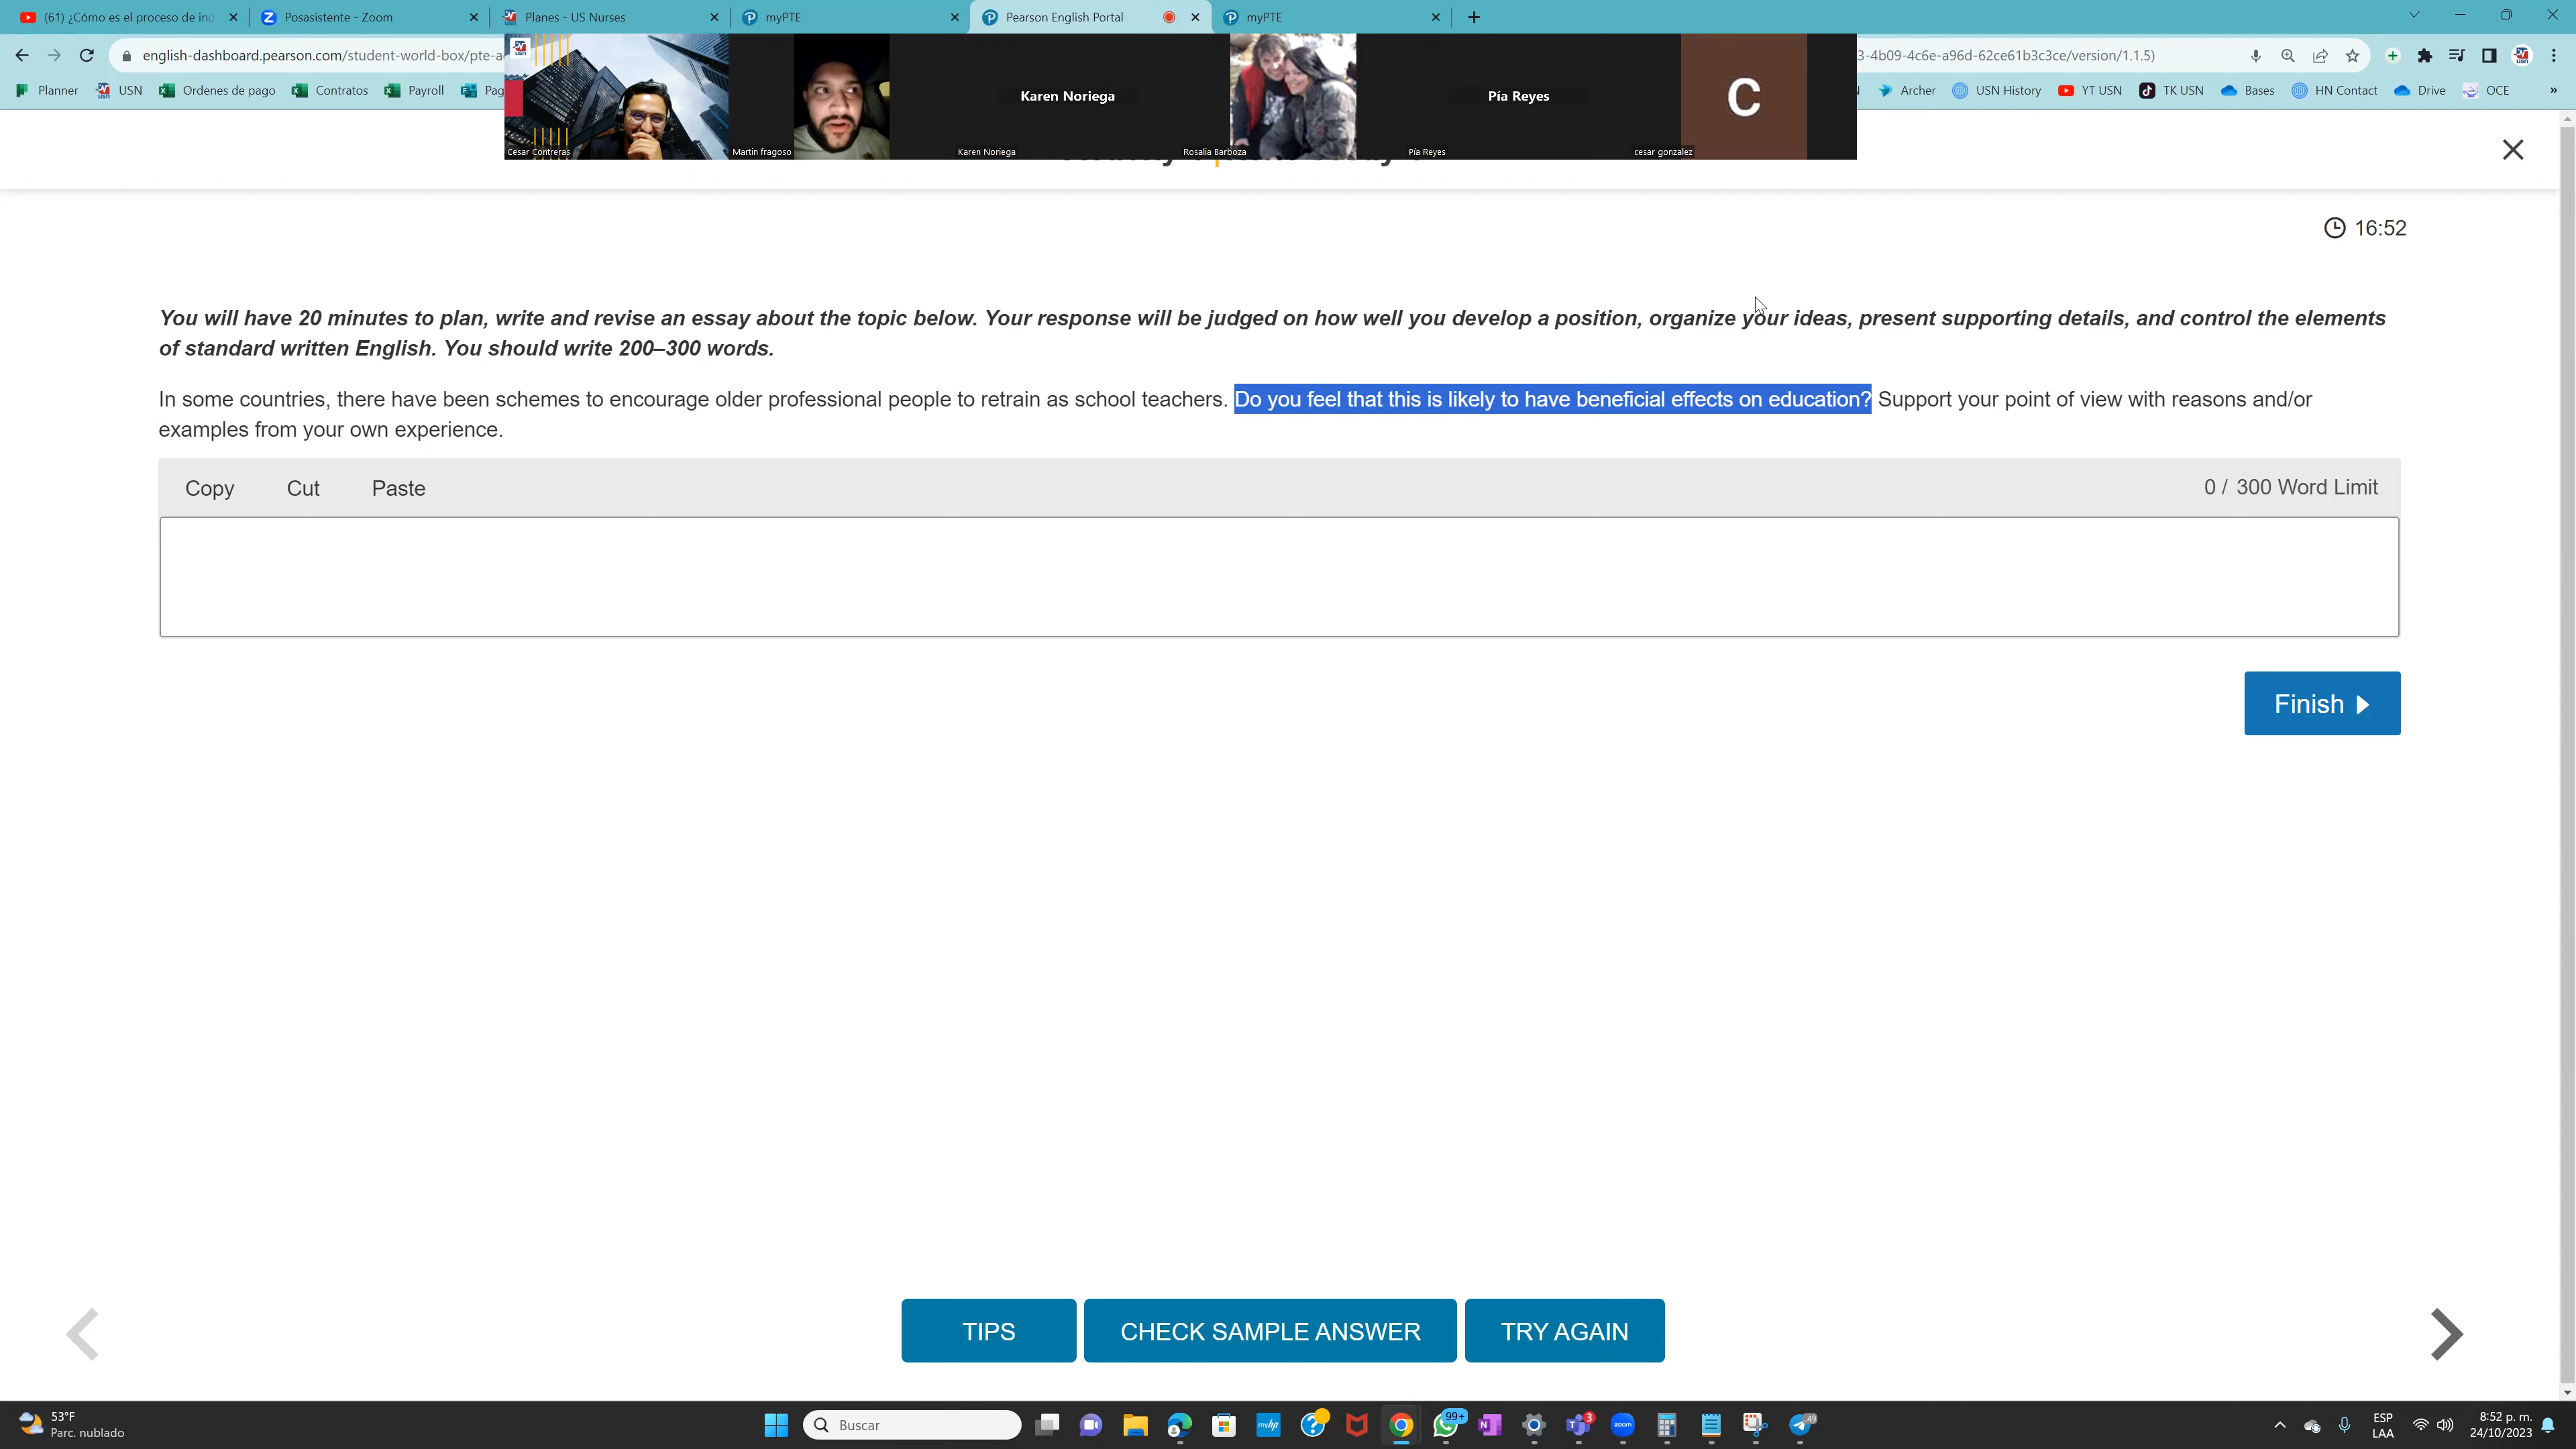 (61) ¿Cómo es el proceso de ind
Posasistente - Zoom
Planes - US Nurses
myPTE
Pearson English Portal
myPTE
english-dashboard.pearson.com/student-world-box/pte-a
3-4b09-4c6e-a96d-62ce61b3c3ce/version/1.1.5)
Planner
USN
Ordenes de pago
Contratos
Payroll
Pag
Archer
USN History
YT USN
TK USN
Bases
HN Contact
Drive
OCE
»
Karen Noriega
Pía Reyes
C
Cesar Contreras
Martin fragoso
Karen Noriega
Rosalia Barboza
Pía Reyes
cesar gonzalez
16:52
You will have 20 minutes to plan, write and revise an essay about the topic below. Your response will be judged on how well you develop a position, organize your ideas, present supporting details, and control the elements
of standard written English. You should write 200–300 words.
In some countries, there have been schemes to encourage older professional people to retrain as school teachers. Do you feel that this is likely to have beneficial effects on education? Support your point of view with reasons and/or
examples from your own experience.
Copy
Cut
Paste
0 / 300 Word Limit
Finish
TIPS
CHECK SAMPLE ANSWER
TRY AGAIN
53°F
Parc. nublado
Buscar
myhp
99+
3
zoom
49
ESP
LAA
8:52 p. m.
24/10/2023